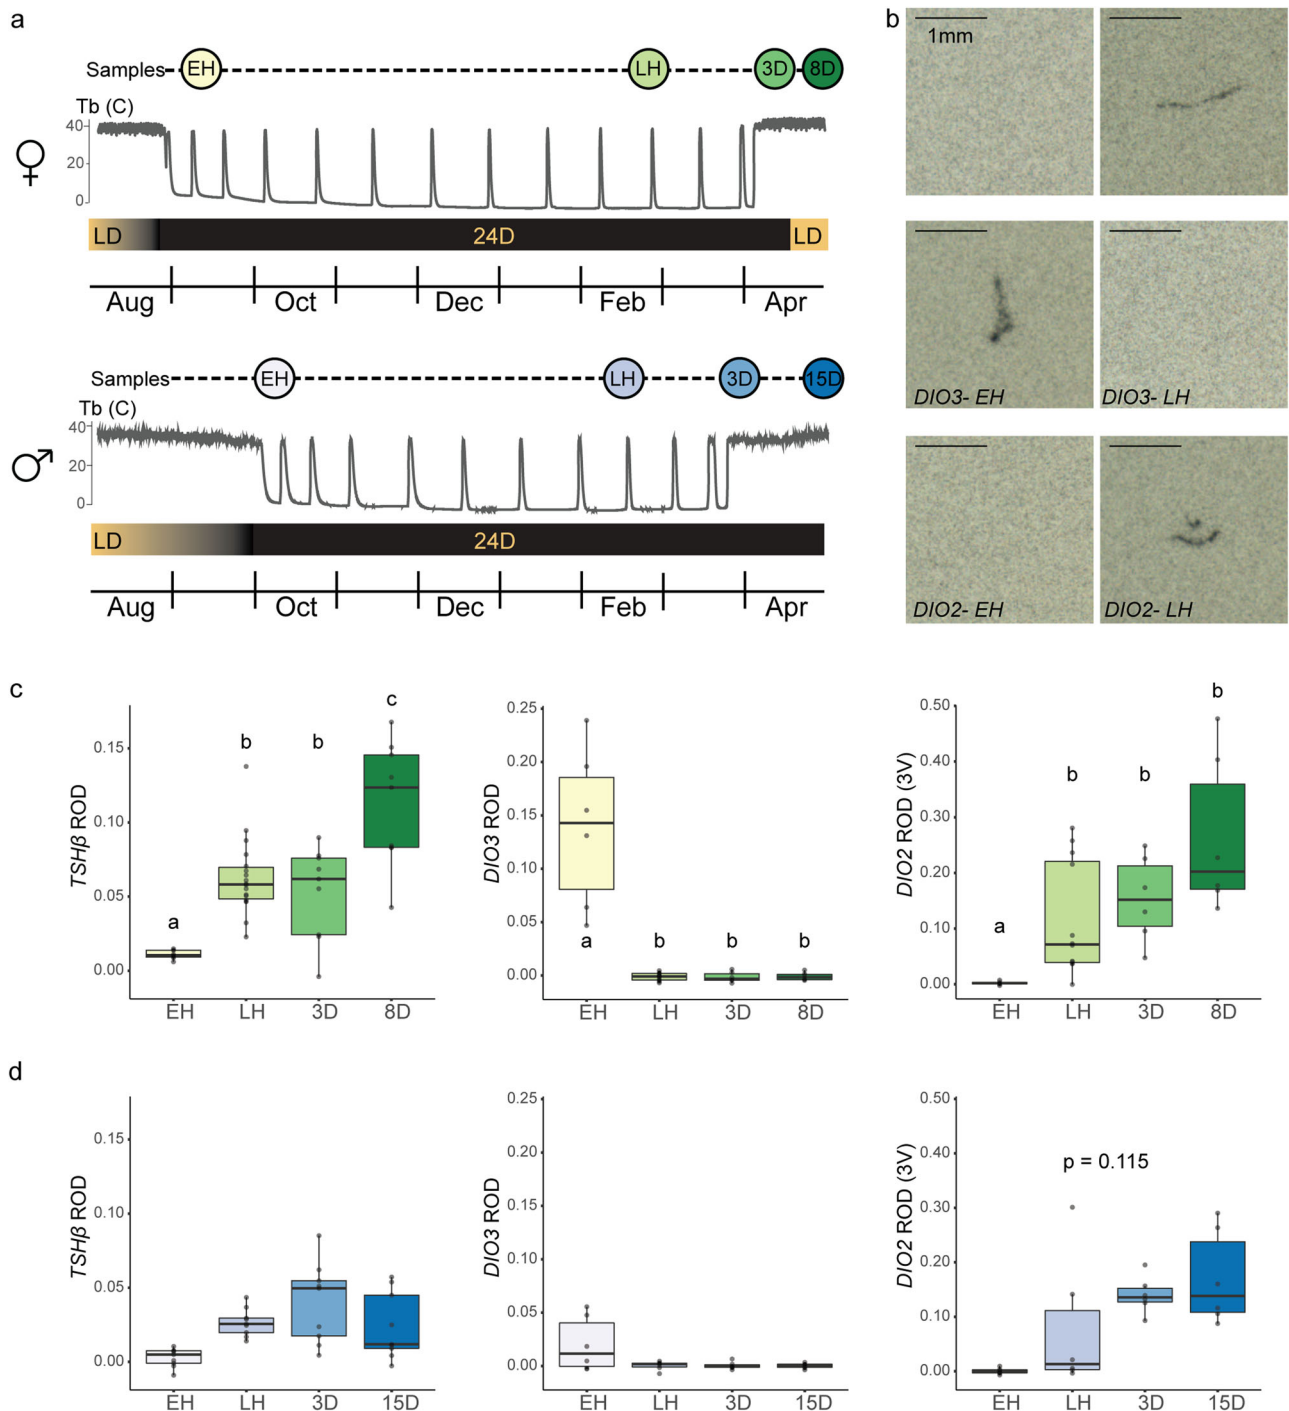 a
Samples EH LH 3D 8D
Tb (C)
40
20
0
♀
LD 24D LD
Aug Oct Dec Feb Apr
Samples EH LH 3D 15D
Tb (C)
40
20
0
♂
LD 24D
Aug Oct Dec Feb Apr
b
1mm
DIO3- EH
DIO3- LH
DIO2- EH
DIO2- LH
c
TSHβ ROD
0.15
0.10
0.05
0.00
a b b c
EH LH 3D 8D
DIO3 ROD
0.25
0.20
0.15
0.10
0.05
0.00
a b b b
EH LH 3D 8D
DIO2 ROD (3V)
0.50
0.40
0.30
0.20
0.10
0.00
a b b b
EH LH 3D 8D
d
TSHβ ROD
0.15
0.10
0.05
0.00
EH LH 3D 15D
DIO3 ROD
0.25
0.20
0.15
0.10
0.05
0.00
EH LH 3D 15D
DIO2 ROD (3V)
0.50
0.40
0.30
0.20
0.10
0.00
p = 0.115
EH LH 3D 15D